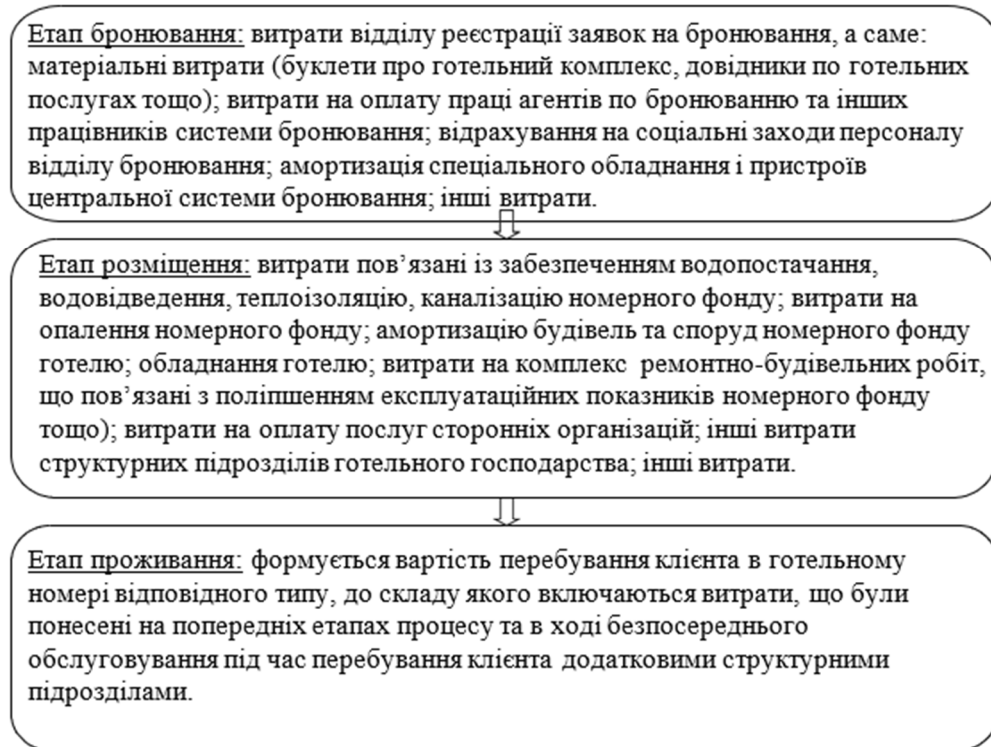 Етап бронювання: витрати відділу реєстрації заявок на бронювання, а саме:
матеріальні витрати (буклети про готельний комплекс, довідники по готельних
послугах тощо); витрати на оплату праці агентів по бронюванню та інших
працівників системи бронювання; відрахування на соціальні заходи персоналу
відділу бронювання; амортизація спеціального обладнання і пристроїв
центральної системи бронювання; інші витрати.
Етап розміщення: витрати пов’язані із забезпеченням водопостачання,
водовідведення, теплоізоляцію, каналізацію номерного фонду; витрати на
опалення номерного фонду; амортизацію будівель та споруд номерного фонду
готелю; обладнання готелю; витрати на комплекс ремонтно-будівельних робіт,
що пов’язані з поліпшенням експлуатаційних показників номерного фонду
тощо); витрати на оплату послуг сторонніх організацій; інші витрати
структурних підрозділів готельного господарства; інші витрати.
Етап проживання: формується вартість перебування клієнта в готельному
номері відповідного типу, до складу якого включаються витрати, що були
понесені на попередніх етапах процесу та в ході безпосереднього
обслуговування під час перебування клієнта додатковими структурними
підрозділами.